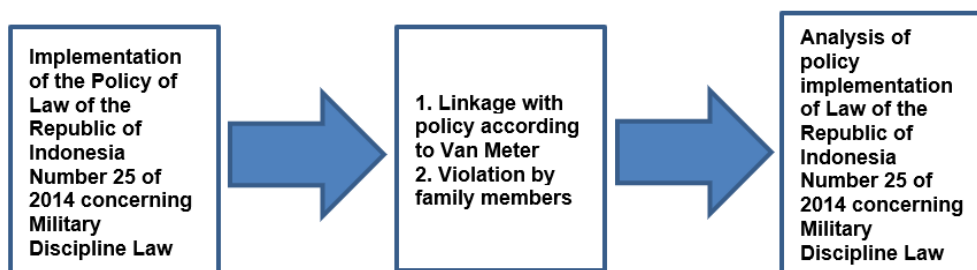 Implementation
of the Policy of
Law of the
Republic of
Indonesia
Number 25 of
2014 concerning
Military
Discipline Law
1. Linkage with
policy according
to Van Meter
2. Violation by
family members
Analysis of
policy
implementation
of Law of the
Republic of
Indonesia
Number 25 of
2014 concerning
Military
Discipline Law